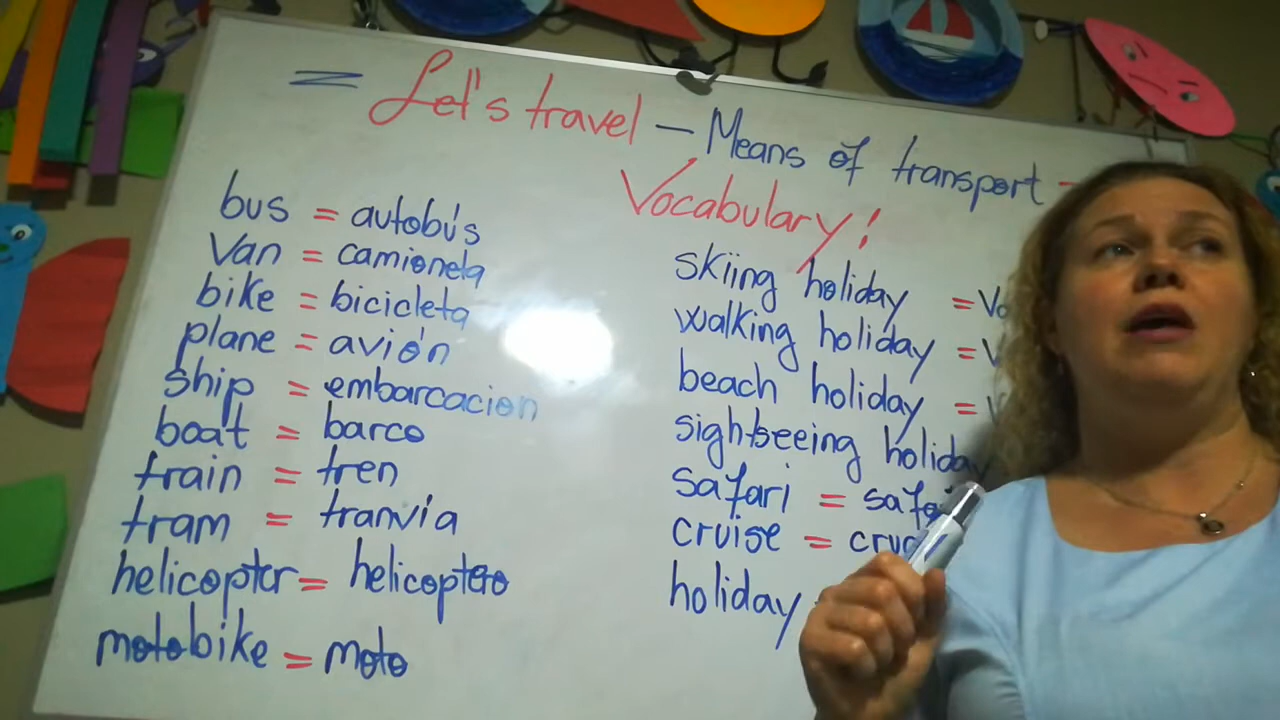 = Let's travel - Means of transport -
Vocabulary!
bus = autobús
Van = camioneta
bike = bicicleta
plane = avión
ship = embarcación
boat = barco
train = tren
tram = tranvía
helicopter = helicoptero
motobike = moto
skiing holiday =
walking holiday =
beach holiday =
sightseeing holiday
safari =
cruise =
holiday